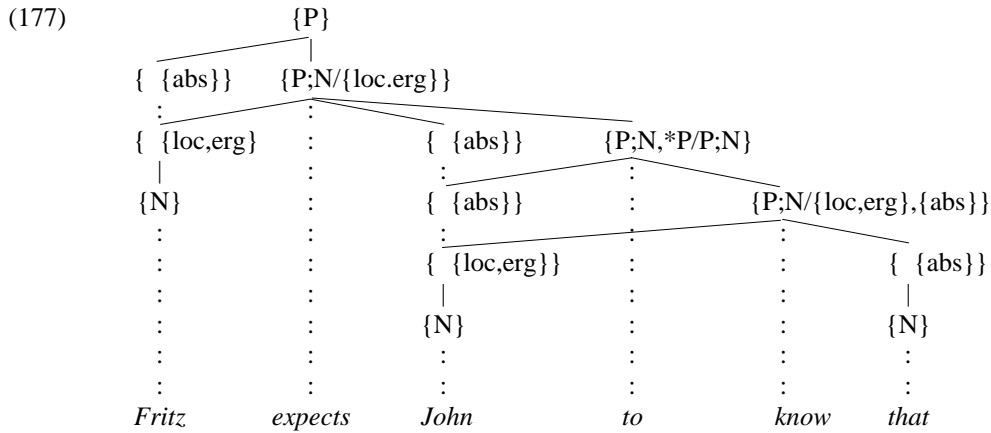 (177) {P}
{ {abs}} {P;N/{loc.erg}}
: :
{ {loc,erg} : { {abs}} {P;N,*P/P;N}
: :
{N} : { {abs}} : {P;N/{loc,erg},{abs}}
: : : :
: : { {loc,erg}} : : { {abs}}
: : : :
: : {N} : : {N}
: : : : : :
: : : : : :
Fritz expects John to know that